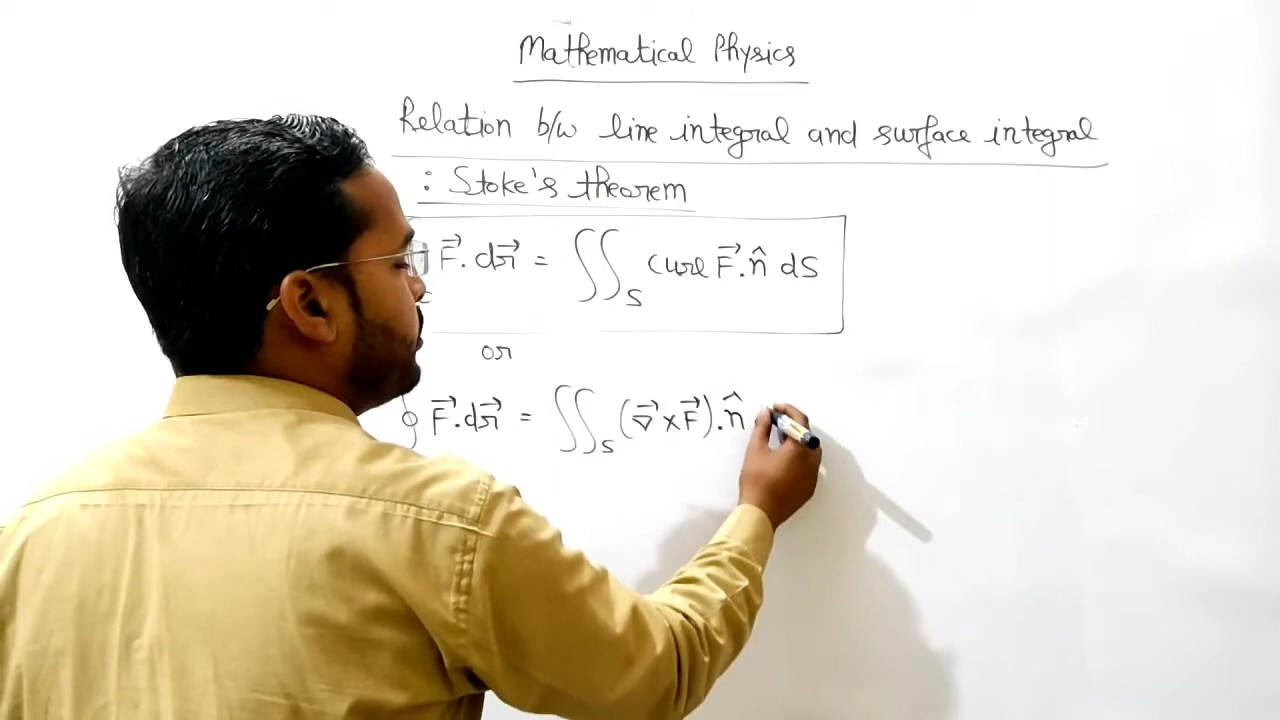 Mathematical Physics
Relation b/w line integral and surface integral
: Stoke's theorem
F⃗. dr⃗ = ∬_S Curl F⃗. n̂ dS
or
∮ F⃗.dr⃗ = ∬_S (∇⃗ × F⃗). n̂